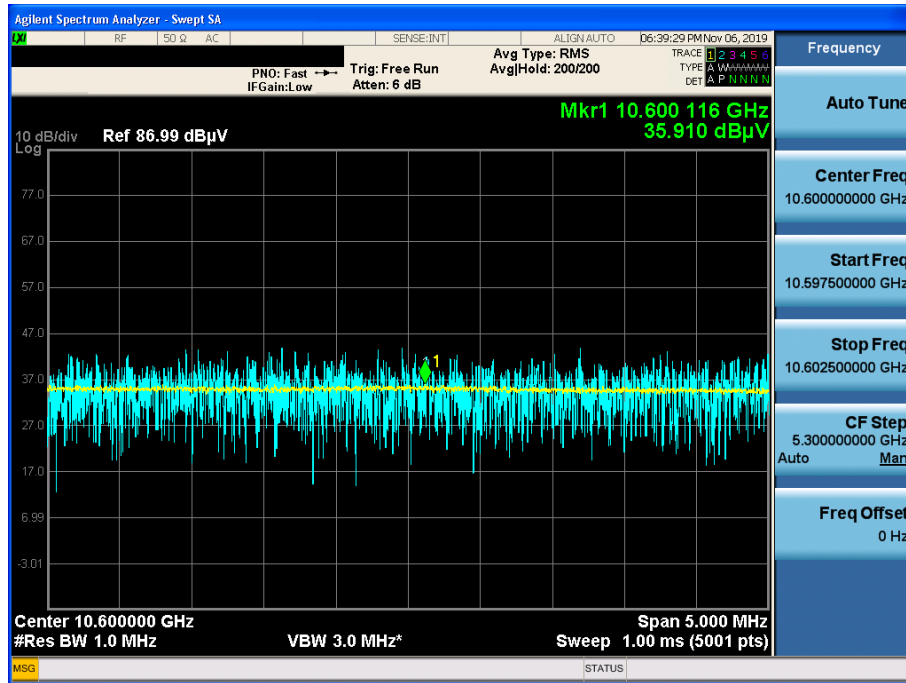 Agilent Spectrum Analyzer - Swept SA
LXI RF 50 Ω AC SENSE:INT ALIGN AUTO 06:39:29 PM Nov 06, 2019
PNO: Fast Trig: Free Run Avg Type: RMS TRACE 1 2 3 4 5 6
IFGain:Low Atten: 6 dB Avg|Hold: 200/200 TYPE A WWWWW
DET A P N N N N
Mkr1 10.600 116 GHz
35.910 dBµV
10 dB/div Ref 86.99 dBµV
Log
77.0
67.0
57.0
47.0
37.0
27.0
17.0
6.99
-3.01
1
Center 10.600000 GHz Span 5.000 MHz
#Res BW 1.0 MHz VBW 3.0 MHz* Sweep 1.00 ms (5001 pts)
MSG STATUS
Frequency
Auto Tune
Center Freq
10.600000000 GHz
Start Freq
10.597500000 GHz
Stop Freq
10.602500000 GHz
CF Step
5.300000000 GHz
Auto Man
Freq Offset
0 Hz